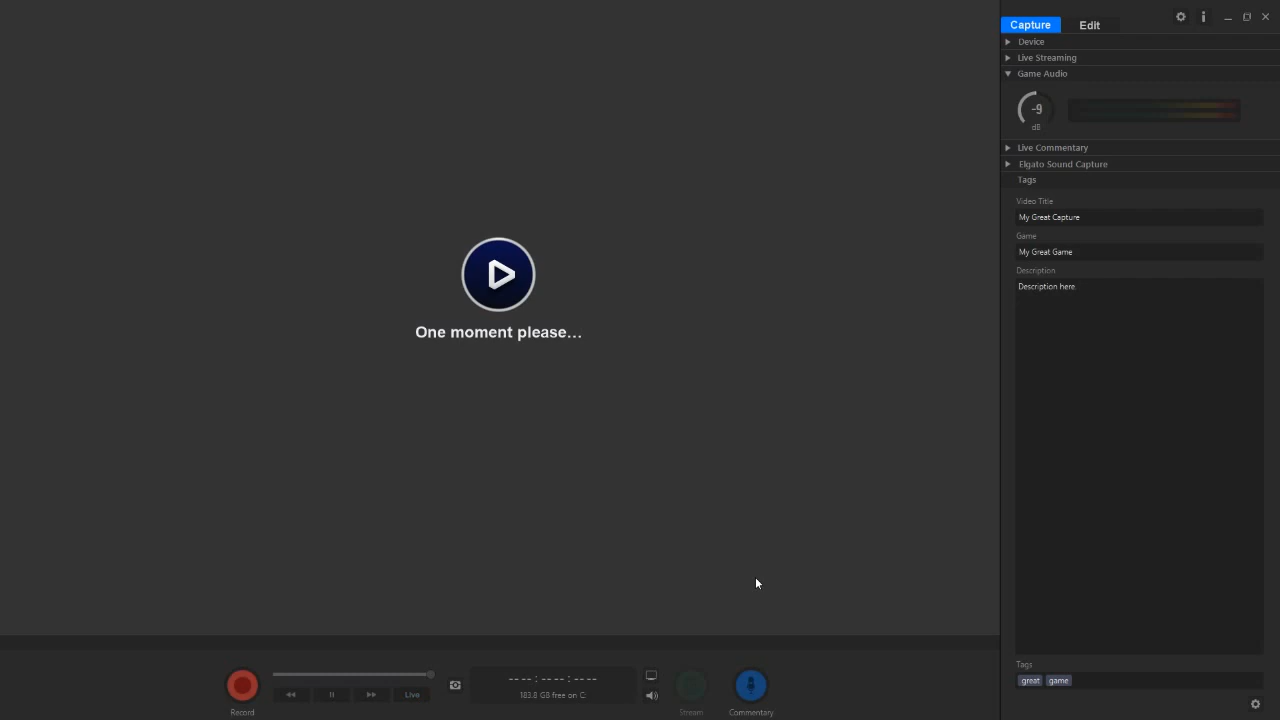 Capture
Edit
Device
Live Streaming
Game Audio
-9
dB
Live Commentary
Elgato Sound Capture
Tags
Video Title
My Great Capture
Game
My Great Game
Description
Description here.
One moment please...
-- -- : -- -- : -- --
183.8 GB free on C:
Live
Record
Stream
Commentary
Tags
great game